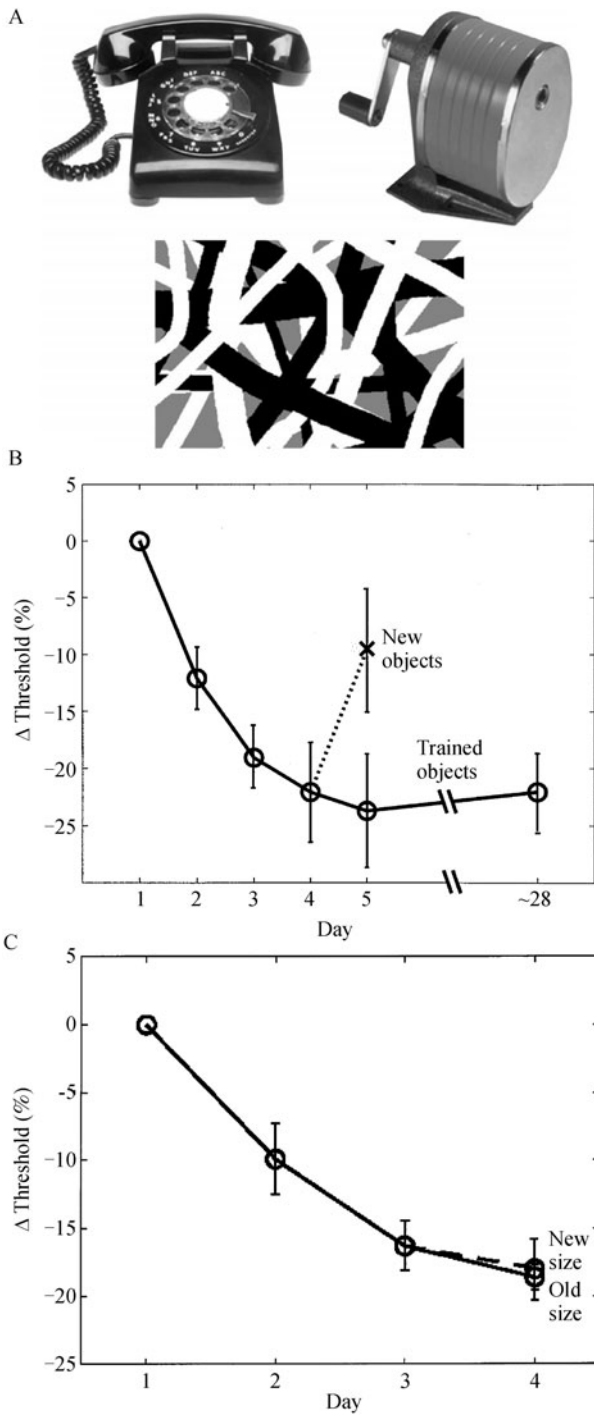 A
B
5
0
−5
−10
−15
−20
−25
Δ Threshold (%)
New
objects
Trained
objects
1 2 3 4 5 ~28
Day
C
5
0
-5
−10
−15
−20
−25
Δ Threshold (%)
New
size
Old
size
1 2 3 4
Day